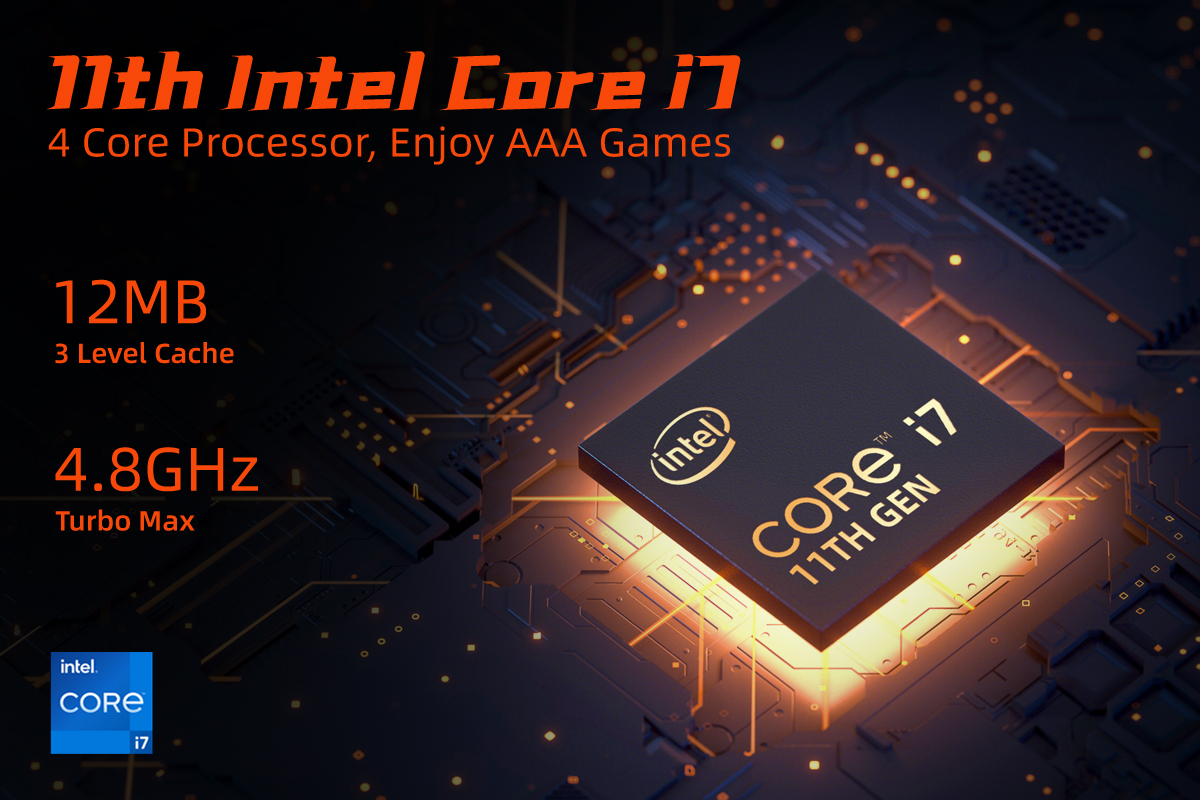 11th Intel Core i7
4 Core Processor, Enjoy AAA Games
12MB
3 Level Cache
4.8GHz
Turbo Max
intel
CORE™ i7
11TH GEN
intel.
CORE™
i7